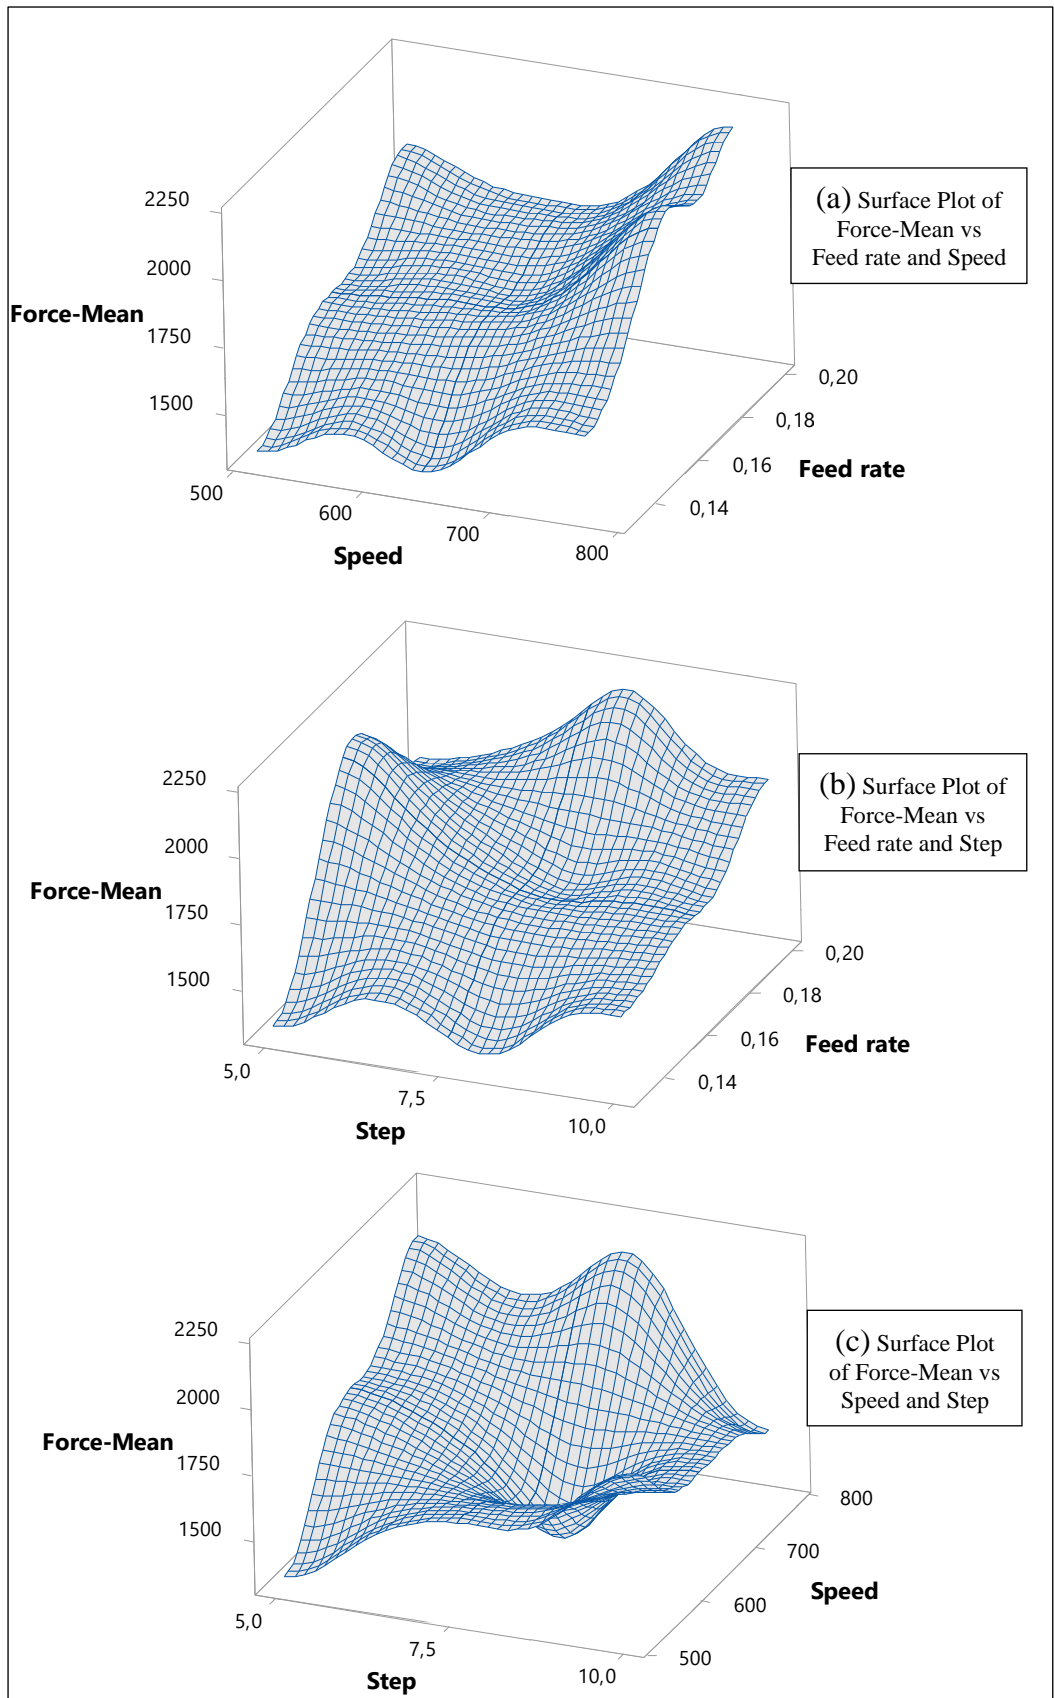 (a) Surface Plot of
Force-Mean vs
Feed rate and Speed
2250
2000
Force-Mean
1750
1500
500
600
700
800
Speed
0,20
0,18
0,16
0,14
Feed rate
(b) Surface Plot of
Force-Mean vs
Feed rate and Step
2250
2000
Force-Mean
1750
1500
5,0
7,5
10,0
Step
0,20
0,18
0,16
0,14
Feed rate
(c) Surface Plot
of Force-Mean vs
Speed and Step
2250
2000
Force-Mean
1750
1500
5,0
7,5
10,0
Step
800
700
600
500
Speed